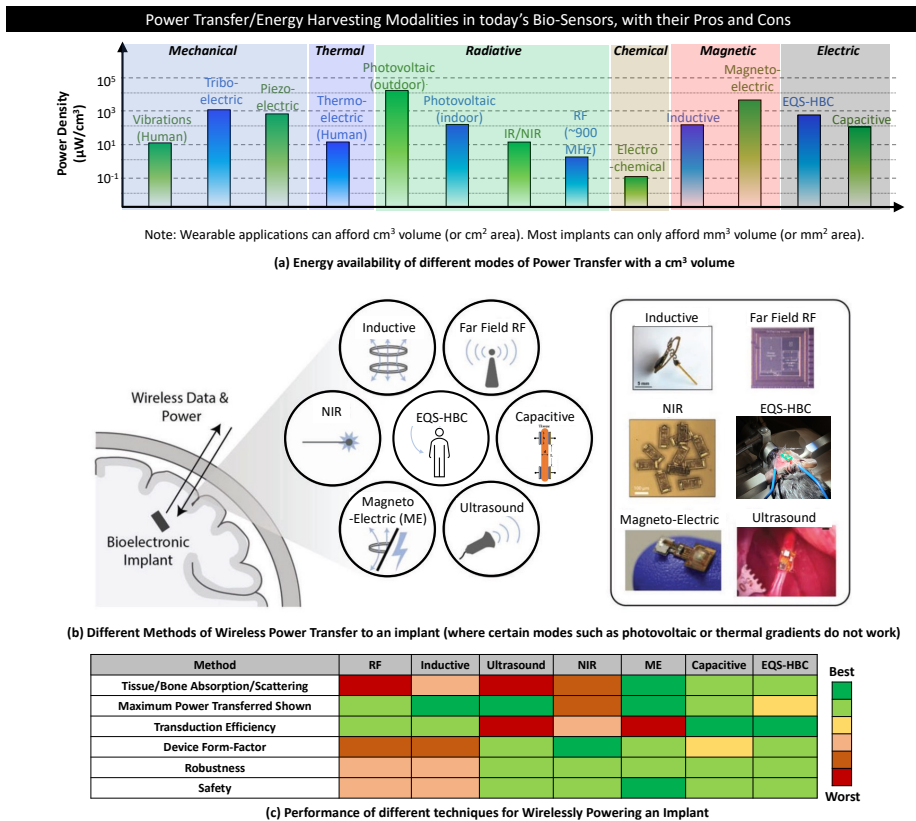 Power Transfer/Energy Harvesting Modalities in today's Bio-Sensors, with their Pros and Cons
Mechanical
Thermal
Radiative
Chemical
Magnetic
Electric
Power Density
(µW/cm³)
10⁵
10³
10¹
10⁻¹
Vibrations
(Human)
Tribo-
electric
Piezo-
electric
Thermo-
electric
(Human)
Photovoltaic
(outdoor)
Photovoltaic
(indoor)
IR/NIR
RF
(~900
MHz)
Electro
-chemical
Inductive
Magneto-
electric
EQS-HBC
Capacitive
Note: Wearable applications can afford cm³ volume (or cm² area). Most implants can only afford mm³ volume (or mm² area).
(a) Energy availability of different modes of Power Transfer with a cm³ volume
Wireless Data &
Power
Bioelectronic
Implant
Inductive
Far Field RF
NIR
EQS-HBC
Capacitive
Magneto
-Electric (ME)
Ultrasound
Inductive
Far Field RF
NIR
EQS-HBC
Magneto-Electric
Ultrasound
(b) Different Methods of Wireless Power Transfer to an implant (where certain modes such as photovoltaic or thermal gradients do not work)
Method RF Inductive Ultrasound NIR ME Capacitive EQS-HBC
Tissue/Bone Absorption/Scattering
Maximum Power Transferred Shown
Transduction Efficiency
Device Form-Factor
Robustness
Safety
Best
Worst
(c) Performance of different techniques for Wirelessly Powering an Implant